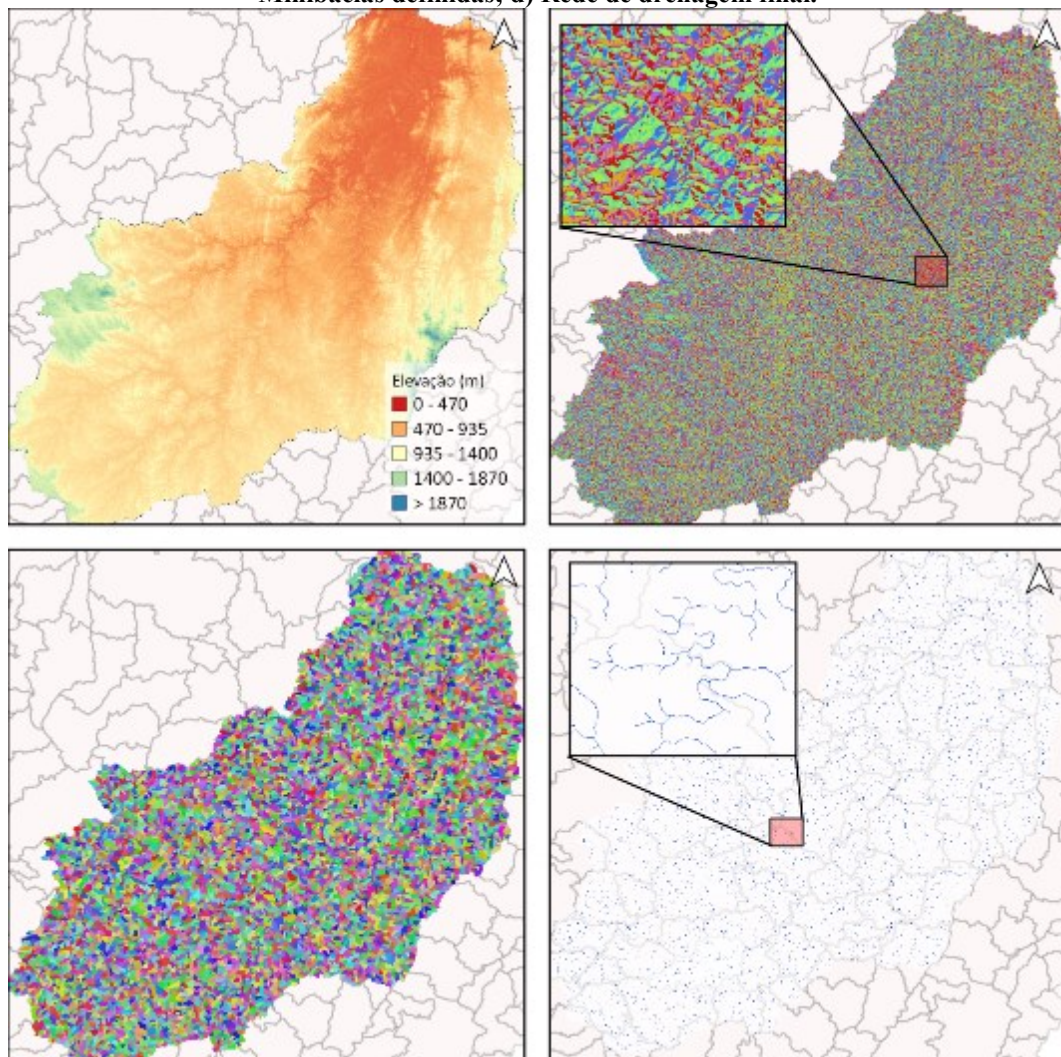 Minibacias definidas; d) Rede de drenagem final.
Elevação (m)
0 - 470
470 - 935
935 - 1400
1400 - 1870
> 1870